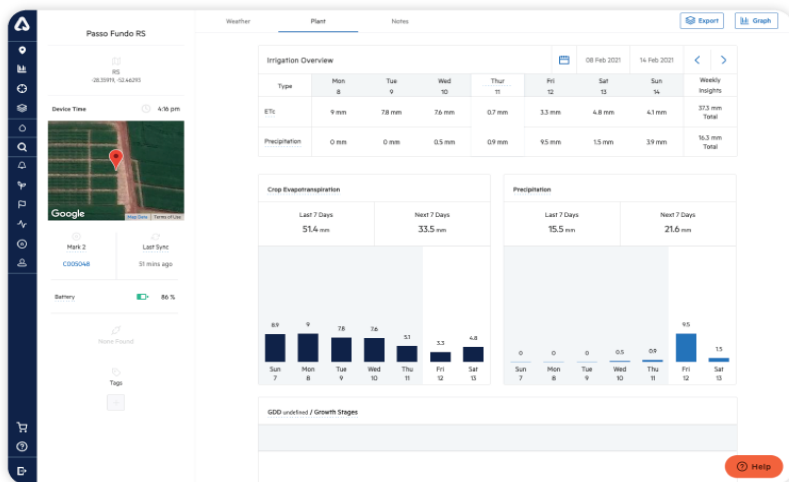 Passo Fundo RS
RS
-28.35919, -52.46293
Device Time
4:16 pm
Google
Map Data
Terms of Use
Mark 2
Last Sync
C005048
51 mins ago
Battery
86 %
None Found
Tags
Weather
Plant
Notes
Export
Graph
Irrigation Overview
08 Feb 2021
14 Feb 2021
Type Mon 8 Tue 9 Wed 10 Thur 11 Fri 12 Sat 13 Sun 14 Weekly Insights
ETc 9 mm 7.8 mm 7.6 mm 0.7 mm 3.3 mm 4.8 mm 4.1 mm 37.3 mm Total
Precipitation 0 mm 0 mm 0.5 mm 0.9 mm 9.5 mm 1.5 mm 3.9 mm 16.3 mm Total
Crop Evapotranspiration
Last 7 Days
Next 7 Days
51.4 mm
33.5 mm
8.9 9 7.8 7.6 5.1 3.3 4.8
Sun Mon Tue Wed Thu Fri Sat
7 8 9 10 11 12 13
Precipitation
Last 7 Days
Next 7 Days
15.5 mm
21.6 mm
0 0 0 0.5 0.9 9.5 1.5
Sun Mon Tue Wed Thu Fri Sat
7 8 9 10 11 12 13
GDD undefined / Growth Stages
Help